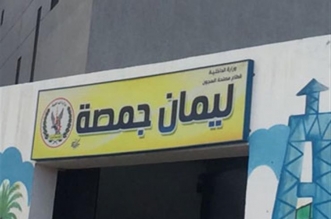 وزارة الداخلية
قطاع مصلحة السجون
ليمان جمصة